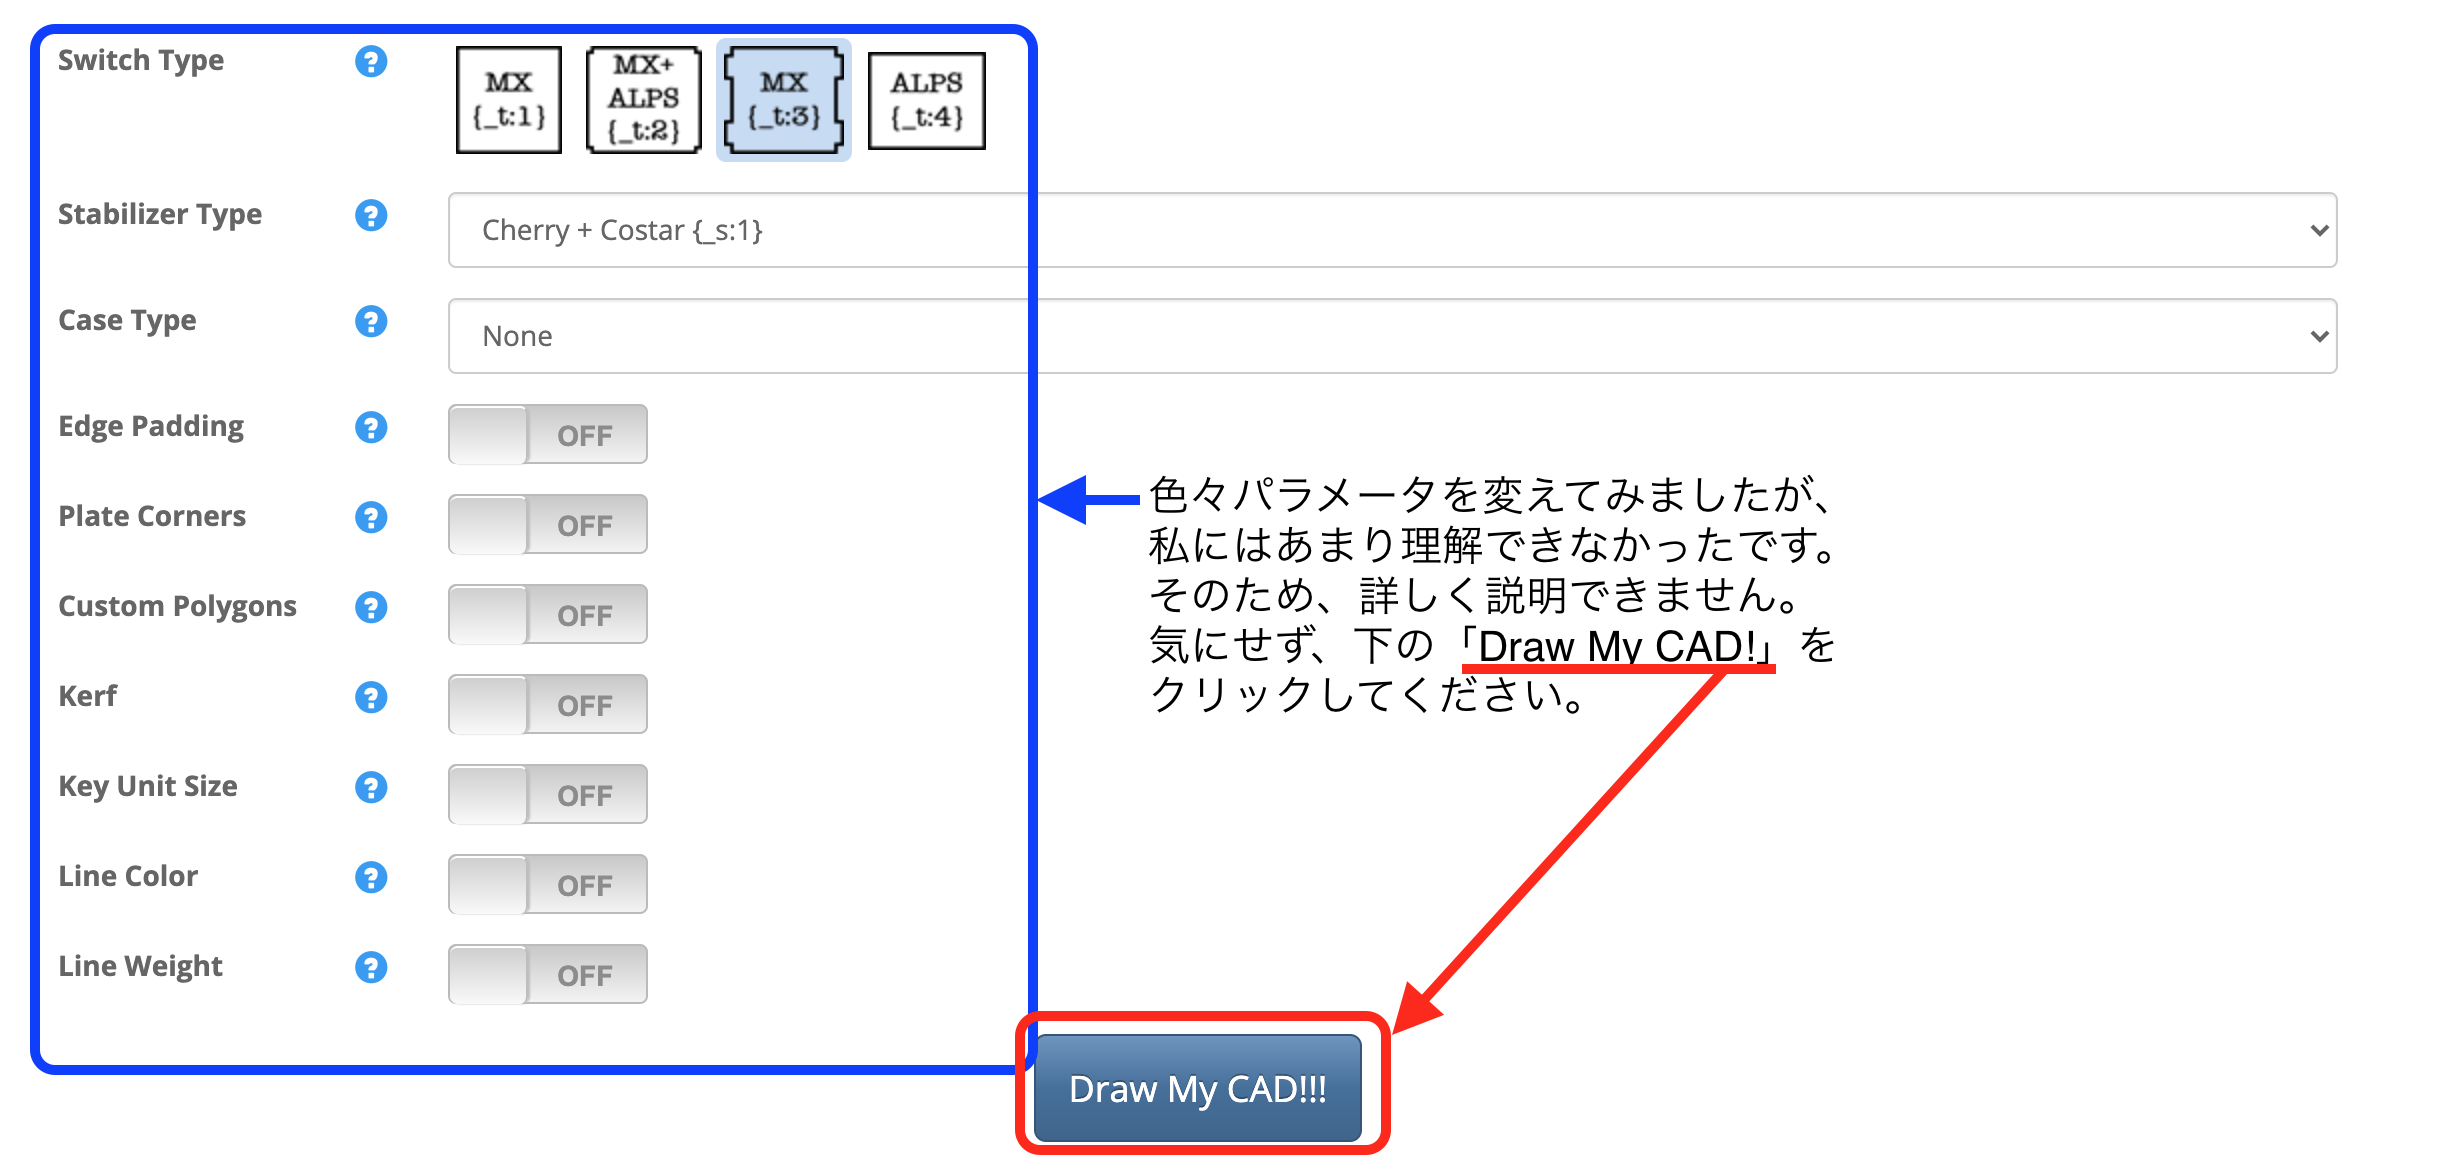 Switch Type
?
MX
{_t:1}
MX+
ALPS
{_t:2}
MX
{_t:3}
ALPS
{_t:4}
Stabilizer Type
?
Cherry + Costar {_s:1}
Case Type
?
None
Edge Padding
?
OFF
Plate Corners
?
OFF
Custom Polygons
?
OFF
Kerf
?
OFF
Key Unit Size
?
OFF
Line Color
?
OFF
Line Weight
?
OFF
色々パラメータを変えてみましたが、
私にはあまり理解できなかったです。
そのため、詳しく説明できません。
気にせず、下の「Draw My CAD!」を
クリックしてください。
Draw My CAD!!!